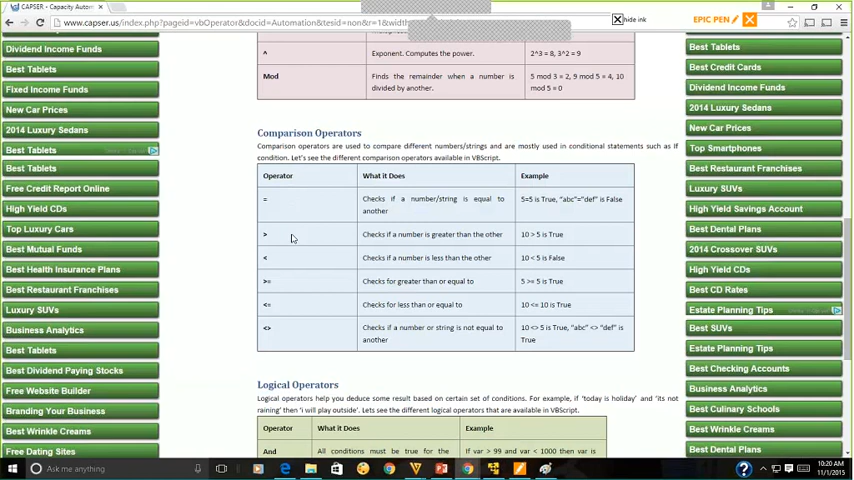 CAPSER - Capacity Autom
www.capser.us/index.php?pageid=vbOperator&docid=Automation&tesid=non&r=1&width
hide ink
EPIC PEN
Dividend Income Funds
Best Tablets
Fixed Income Funds
New Car Prices
2014 Luxury Sedans
Best Tablets
Best Tablets
Free Credit Report Online
High Yield CDs
Top Luxury Cars
Best Mutual Funds
Best Health Insurance Plans
Best Restaurant Franchises
Luxury SUVs
Business Analytics
Best Tablets
Best Dividend Paying Stocks
Free Website Builder
Branding Your Business
Best Wrinkle Creams
Free Dating Sites
^ Exponent. Computes the power. 2^3 = 8, 3^2 = 9
Mod Finds the remainder when a number is 5 mod 3 = 2, 9 mod 5 = 4, 10
divided by another. mod 5 = 0
Comparison Operators
Comparison operators are used to compare different numbers/strings and are mostly used in conditional statements such as If
condition. Let's see the different comparison operators available in VBScript.
Operator What it Does Example
= Checks if a number/string is equal to 5=5 is True, "abc"="def" is False
another
> Checks if a number is greater than the other 10 > 5 is True
< Checks if a number is less than the other 10 < 5 is False
>= Checks for greater than or equal to 5 >= 5 is True
<= Checks for less than or equal to 10 <= 10 is True
<> Checks if a number or string is not equal to 10 <> 5 is True, "abc" <> "def" is
another True
Logical Operators
Logical operators help you deduce some result based on certain set of conditions. For example, if 'today is holiday' and 'its not
raining' then 'i will play outside'. Lets see the different logical operators that are available in VBScript.
Operator What it Does Example
And All conditions must be true for the If var > 99 and var < 1000 then var is
Best Tablets
Best Credit Cards
Dividend Income Funds
2014 Luxury Sedans
New Car Prices
Top Smartphones
Best Restaurant Franchises
Luxury SUVs
High Yield Savings Account
Best Dental Plans
2014 Crossover SUVs
High Yield CDs
Best CD Rates
Estate Planning Tips
Best SUVs
Estate Planning Tips
Best Checking Accounts
Business Analytics
Best Culinary Schools
Best Wrinkle Creams
Best Dental Plans
Ask me anything
10:20 AM
11/1/2015